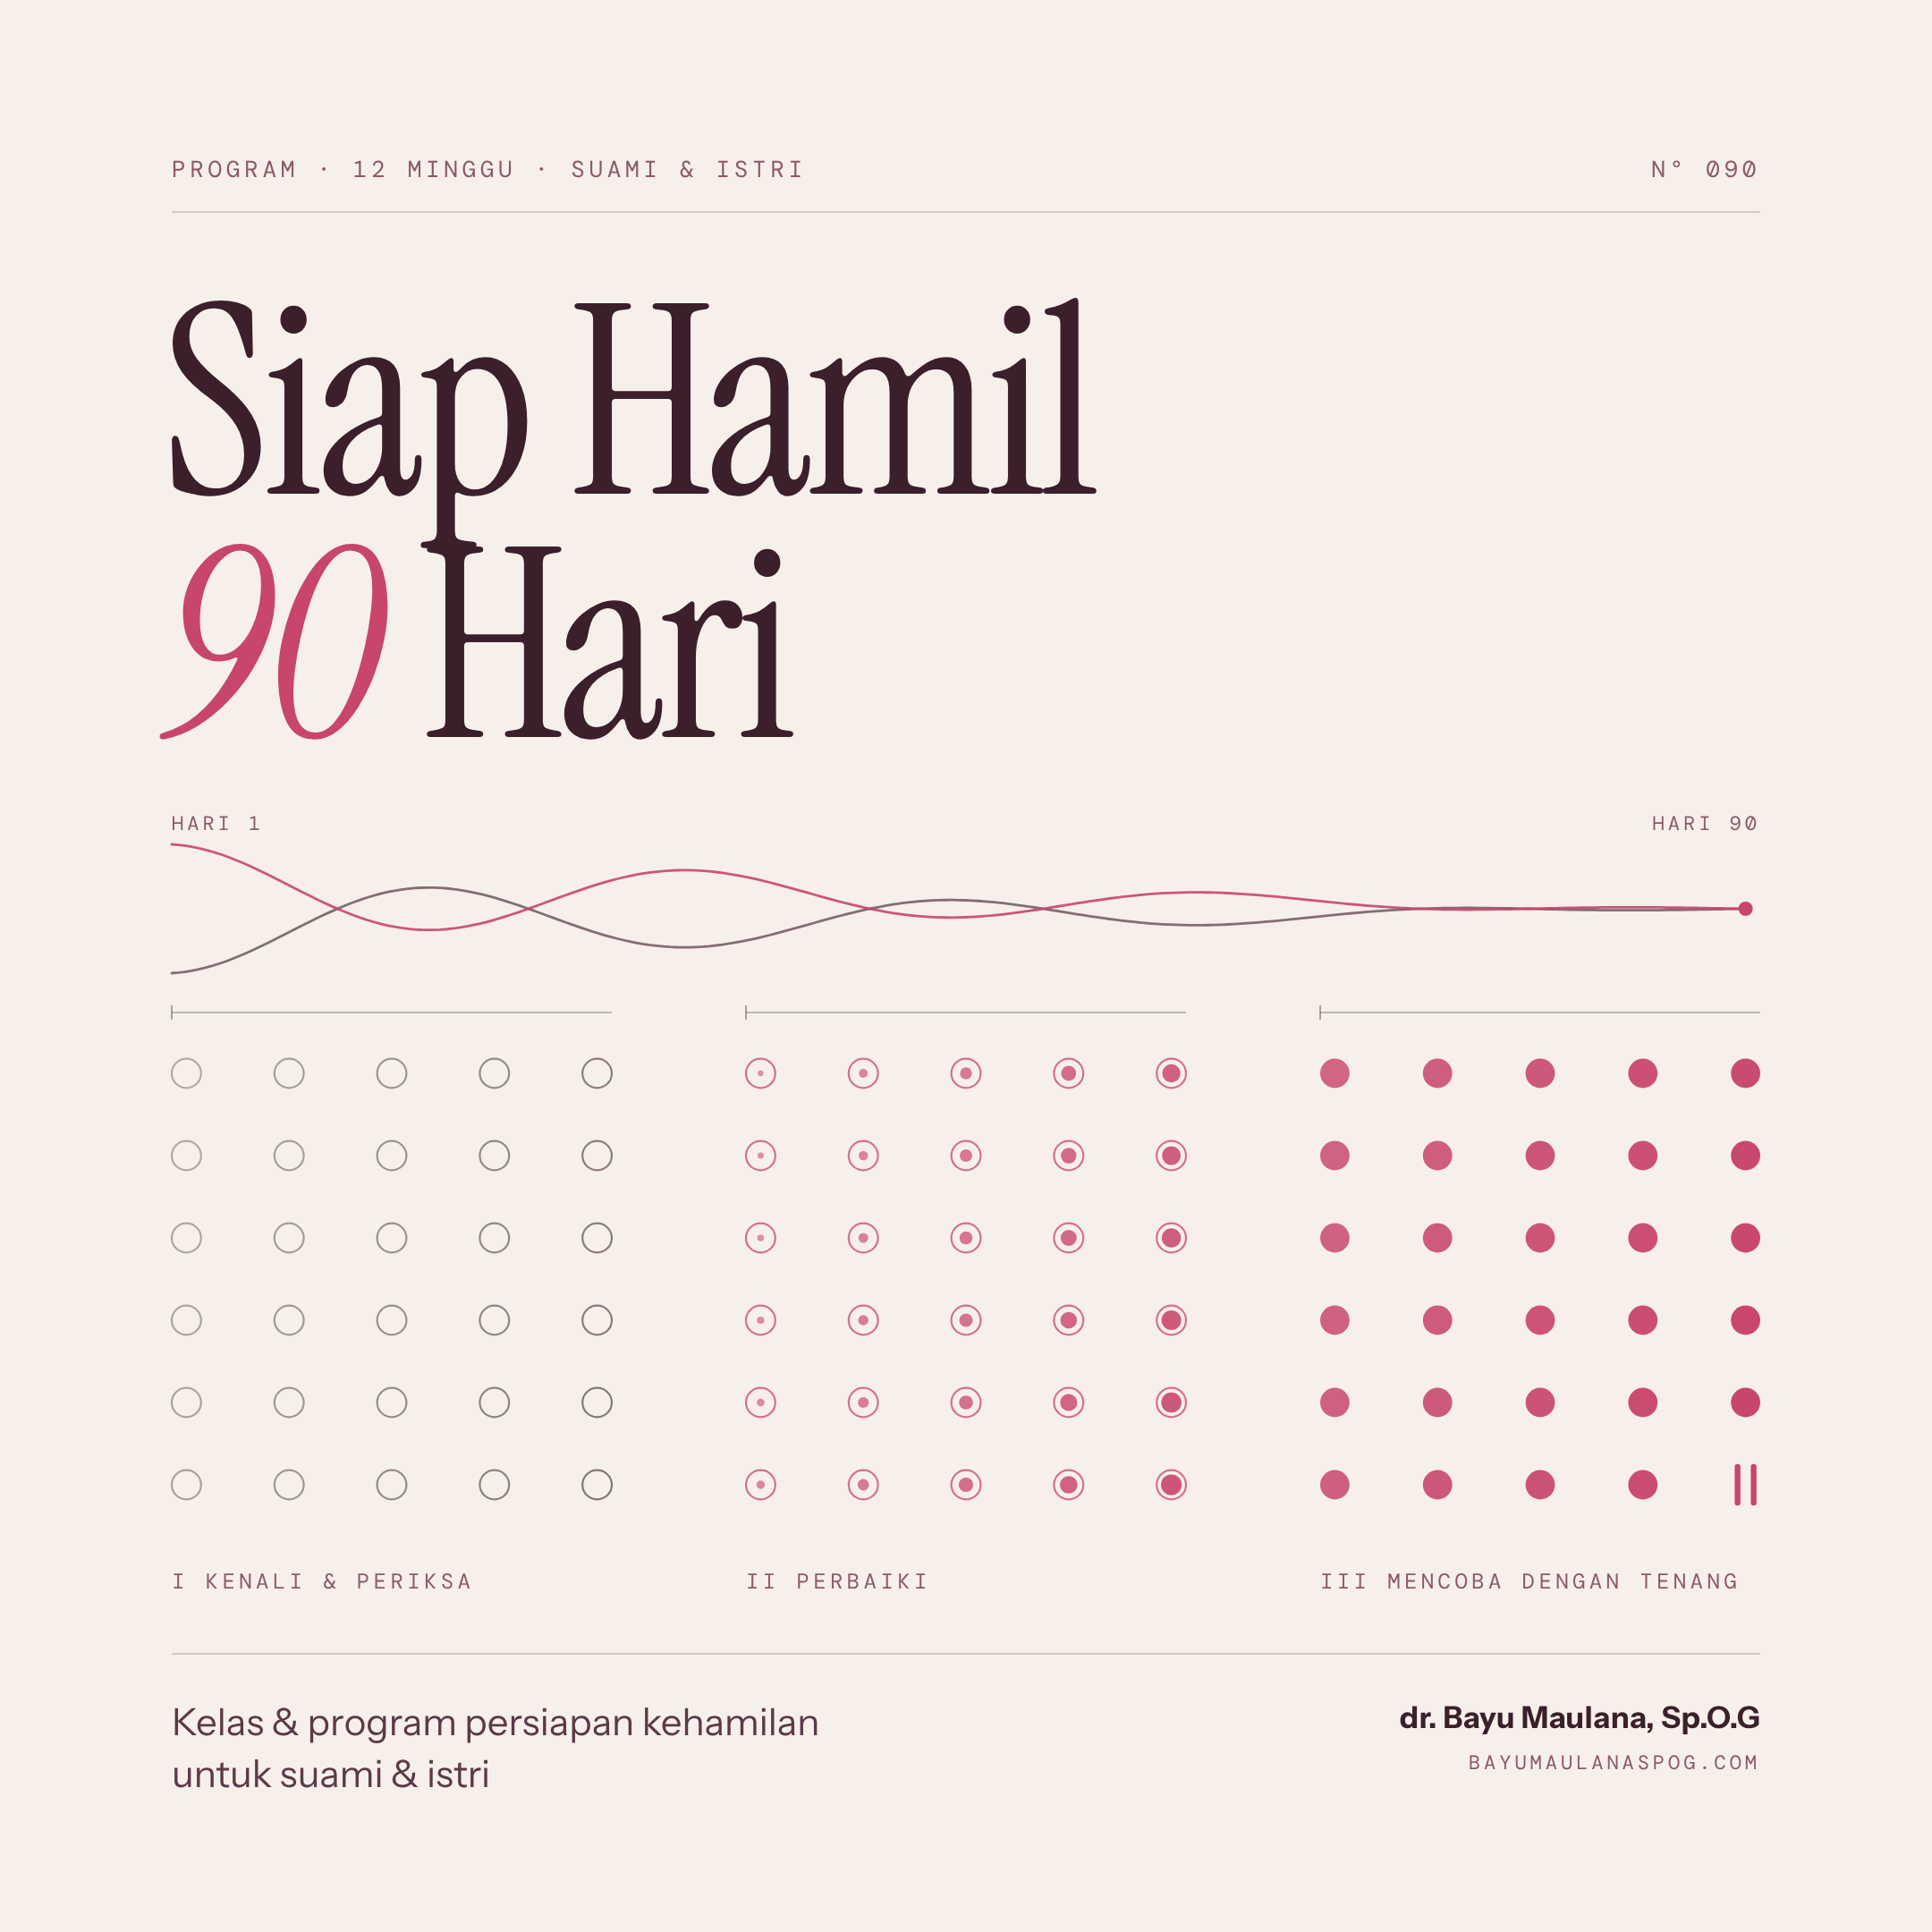 PROGRAM · 12 MINGGU · SUAMI & ISTRI
N° 090
Siap Hamil
90 Hari
HARI 1
HARI 90
I KENALI & PERIKSA
II PERBAIKI
III MENCOBA DENGAN TENANG
Kelas & program persiapan kehamilan
untuk suami & istri
dr. Bayu Maulana, Sp.O.G
BAYUMAULANASPOG.COM